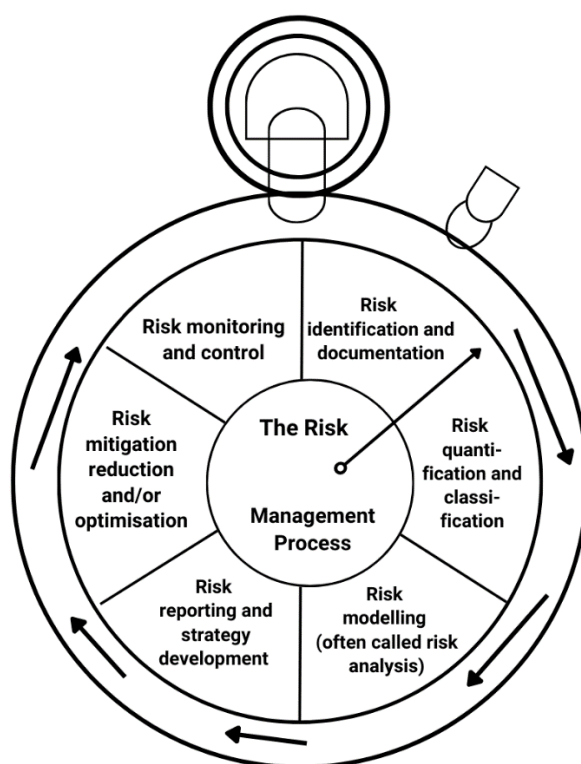 Risk
identification and
documentation
Risk
quanti-
fication and
classi-
fication
Risk
modelling
(often called risk
analysis)
Risk
reporting and
strategy
development
Risk
mitigation
reduction
and/or
optimisation
Risk monitoring
and control
The Risk
Management
Process